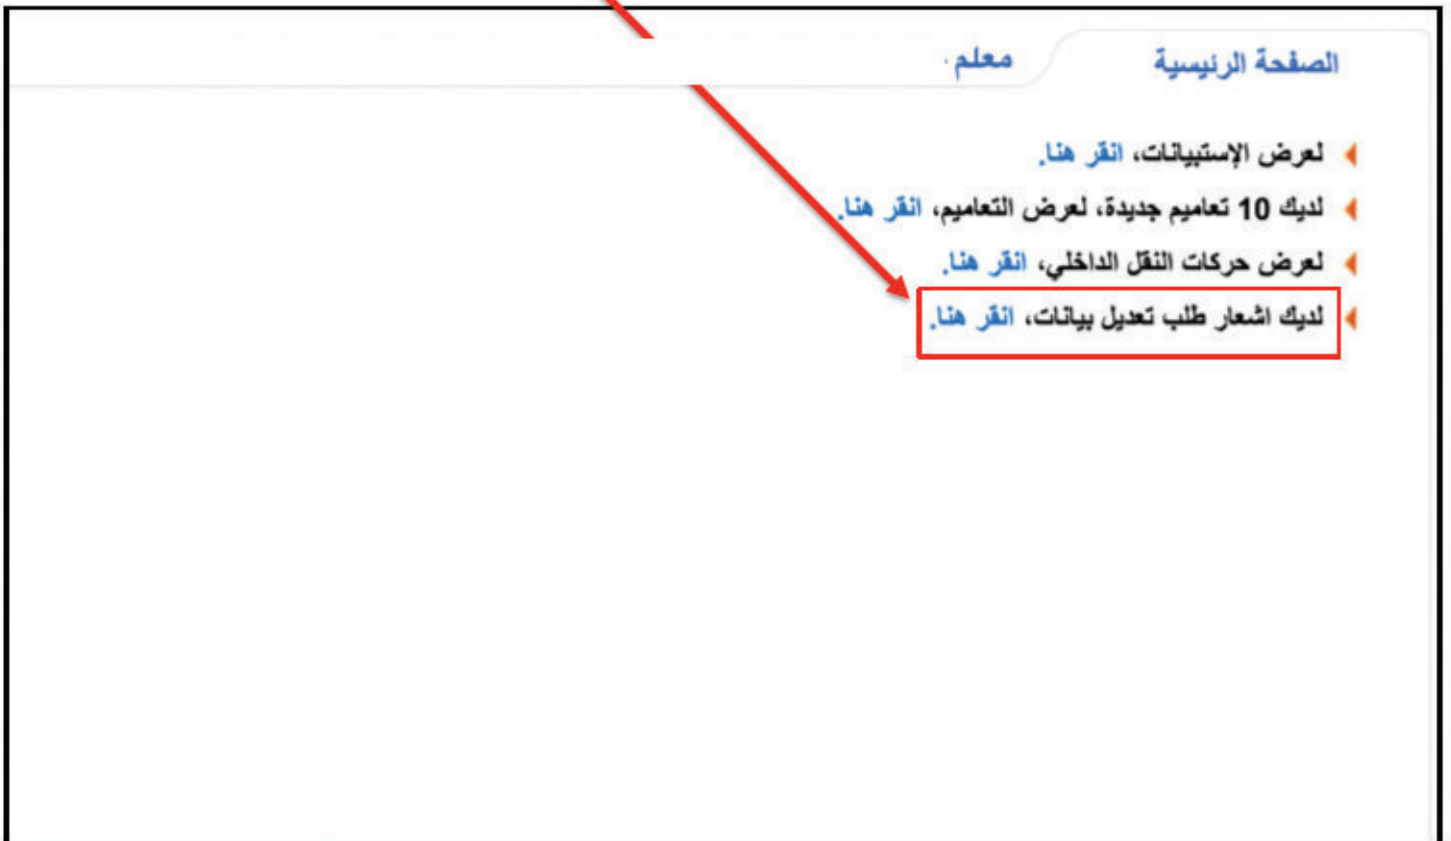 الصفحة الرئيسية معلم
لعرض الإستبيانات، انقر هنا.
لديك 10 تعاميم جديدة، لعرض التعاميم، انقر هنا.
لعرض حركات النقل الداخلي، انقر هنا.
لديك اشعار طلب تعديل بيانات، انقر هنا.